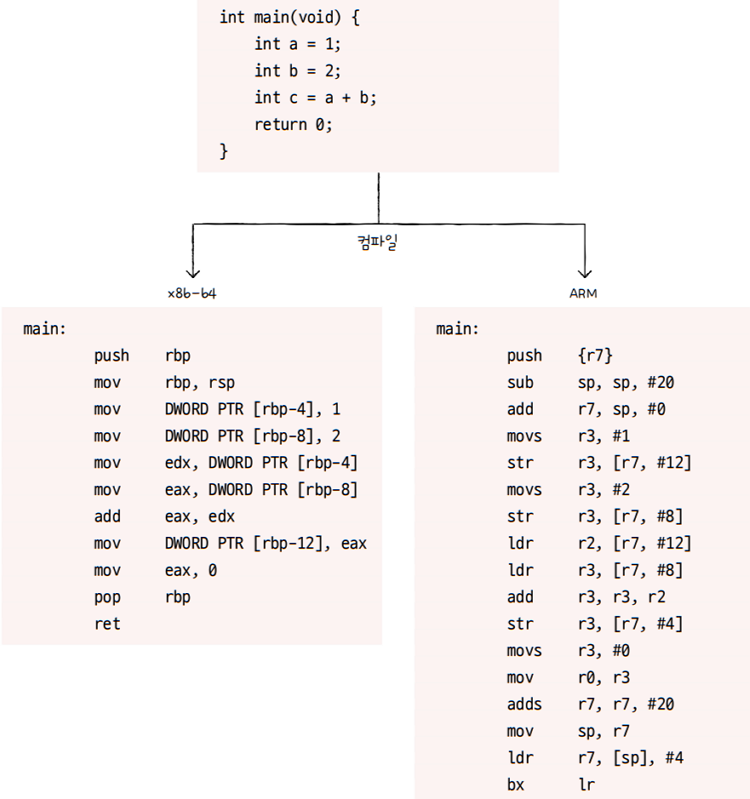 int main(void) {
    int a = 1;
    int b = 2;
    int c = a + b;
    return 0;
}
컴파일
x86-64
main:
push rbp
mov rbp, rsp
mov DWORD PTR [rbp-4], 1
mov DWORD PTR [rbp-8], 2
mov edx, DWORD PTR [rbp-4]
mov eax, DWORD PTR [rbp-8]
add eax, edx
mov DWORD PTR [rbp-12], eax
mov eax, 0
pop rbp
ret
ARM
main:
push {r7}
sub sp, sp, #20
add r7, sp, #0
movs r3, #1
str r3, [r7, #12]
movs r3, #2
str r3, [r7, #8]
ldr r2, [r7, #12]
ldr r3, [r7, #8]
add r3, r3, r2
str r3, [r7, #4]
movs r3, #0
mov r0, r3
adds r7, r7, #20
mov sp, r7
ldr r7, [sp], #4
bx lr